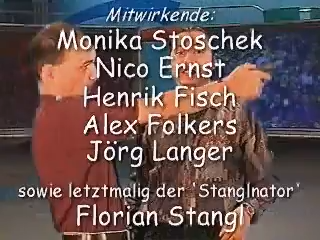 Mitwirkende:
Monika Stoschek
Nico Ernst
Henrik Fisch
Alex Folkers
Jörg Langer
sowie letztmalig der 'Stanglnator'
Florian Stangl